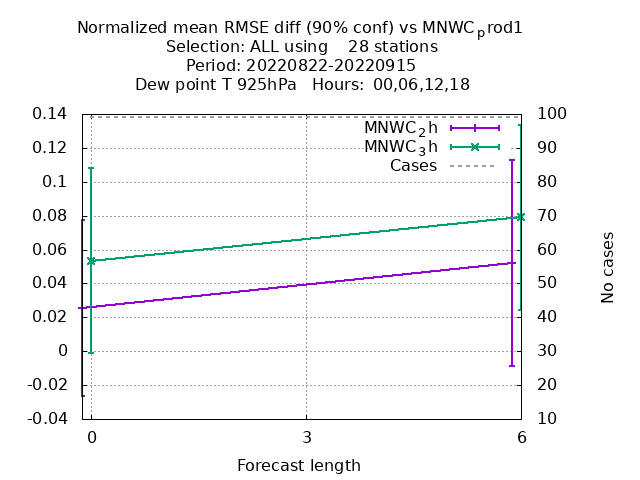 Normalized mean RMSE diff (90% conf) vs MNWCprod1
Selection: ALL using    28 stations
Period: 20220822-20220915
Dew point T 925hPa   Hours: 00,06,12,18
0.14
0.12
0.1
0.08
0.06
0.04
0.02
0
-0.02
-0.04
MNWC2h
MNWC3h
Cases
100
90
80
70
60
50
40
30
20
10
No cases
0 3 6
Forecast length